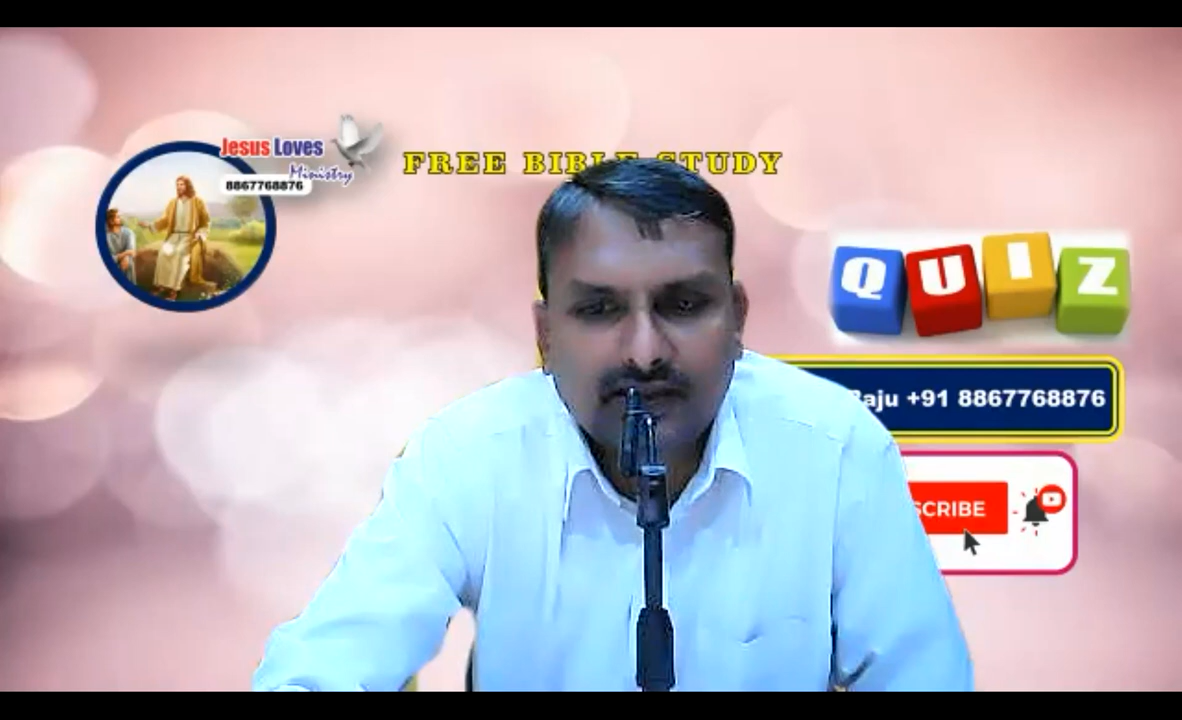 Jesus Loves
Ministry
8867768876
FREE BIBLE STUDY
QUIZ
Raju +91 8867768876
SCRIBE